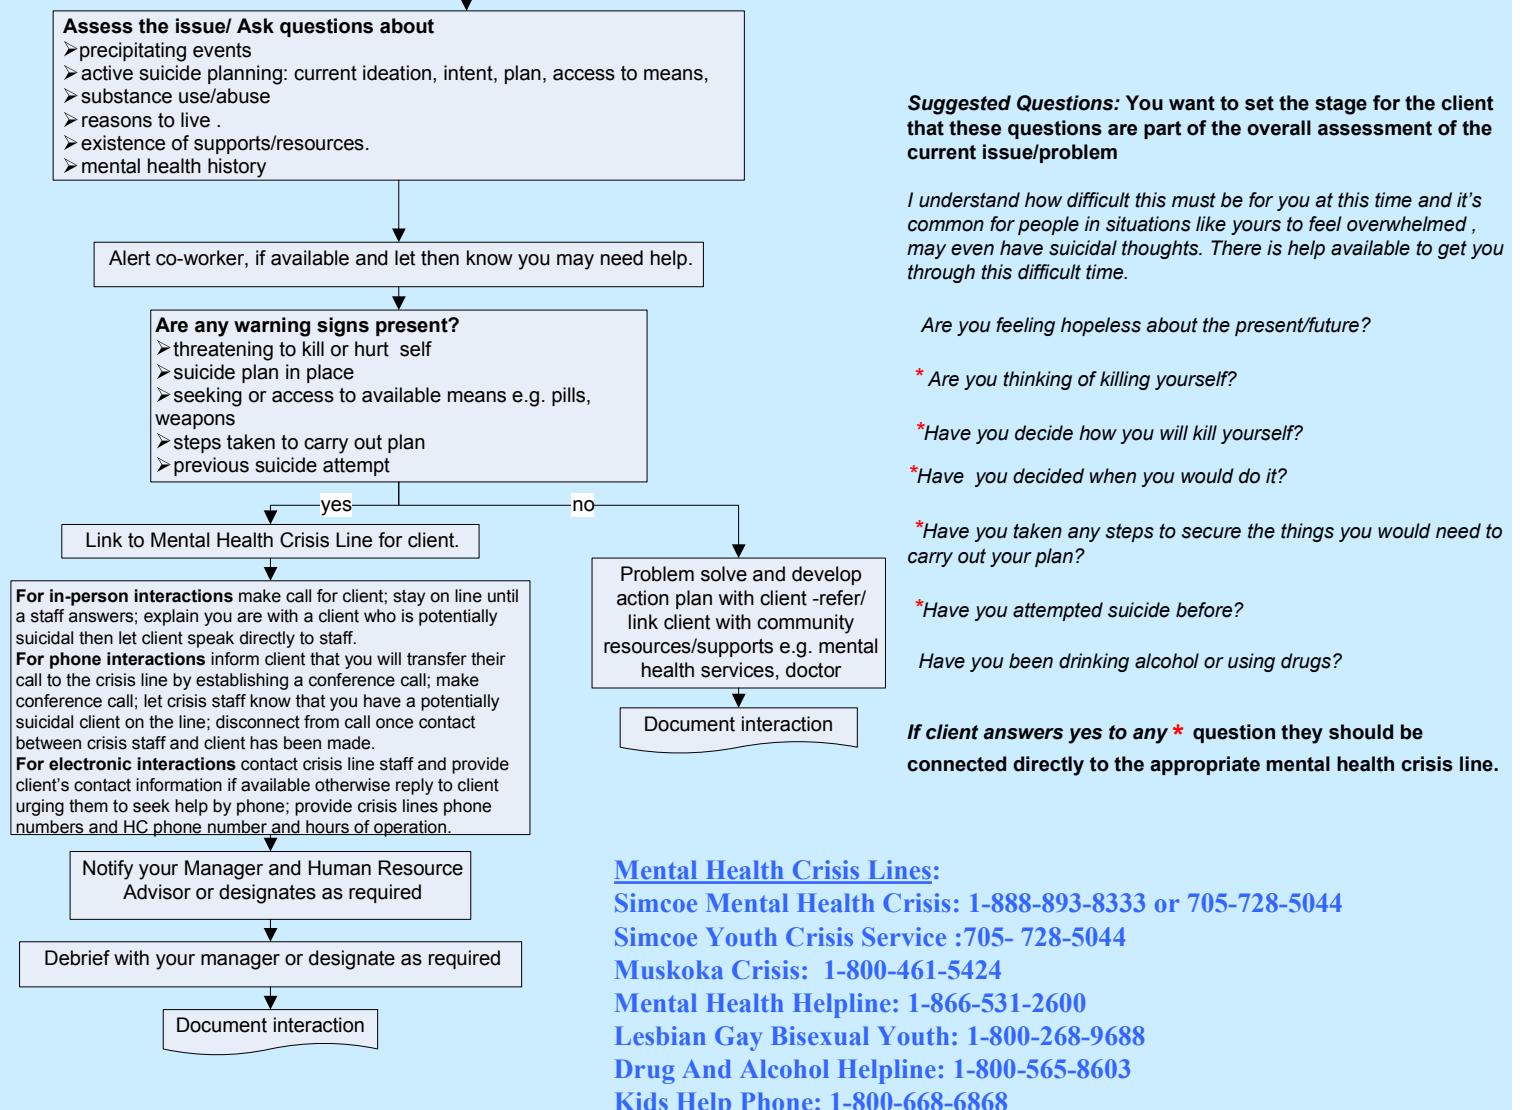 Assess the issue/ Ask questions about
➢precipitating events
➢active suicide planning: current ideation, intent, plan, access to means,
➢substance use/abuse
➢reasons to live .
➢existence of supports/resources.
➢mental health history
Alert co-worker, if available and let then know you may need help.
Are any warning signs present?
➢threatening to kill or hurt self
➢suicide plan in place
➢seeking or access to available means e.g. pills,
weapons
➢steps taken to carry out plan
➢previous suicide attempt
yes
no
Link to Mental Health Crisis Line for client.
For in-person interactions make call for client; stay on line until
a staff answers; explain you are with a client who is potentially
suicidal then let client speak directly to staff.
For phone interactions inform client that you will transfer their
call to the crisis line by establishing a conference call; make
conference call; let crisis staff know that you have a potentially
suicidal client on the line; disconnect from call once contact
between crisis staff and client has been made.
For electronic interactions contact crisis line staff and provide
client's contact information if available otherwise reply to client
urging them to seek help by phone; provide crisis lines phone
numbers and HC phone number and hours of operation.
Notify your Manager and Human Resource
Advisor or designates as required
Debrief with your manager or designate as required
Document interaction
Problem solve and develop
action plan with client -refer/
link client with community
resources/supports e.g. mental
health services, doctor
Document interaction
Suggested Questions: You want to set the stage for the client
that these questions are part of the overall assessment of the
current issue/problem
I understand how difficult this must be for you at this time and it's
common for people in situations like yours to feel overwhelmed ,
may even have suicidal thoughts. There is help available to get you
through this difficult time.
Are you feeling hopeless about the present/future?
* Are you thinking of killing yourself?
*Have you decide how you will kill yourself?
*Have you decided when you would do it?
*Have you taken any steps to secure the things you would need to
carry out your plan?
*Have you attempted suicide before?
Have you been drinking alcohol or using drugs?
If client answers yes to any * question they should be
connected directly to the appropriate mental health crisis line.
Mental Health Crisis Lines:
Simcoe Mental Health Crisis: 1-888-893-8333 or 705-728-5044
Simcoe Youth Crisis Service :705- 728-5044
Muskoka Crisis: 1-800-461-5424
Mental Health Helpline: 1-866-531-2600
Lesbian Gay Bisexual Youth: 1-800-268-9688
Drug And Alcohol Helpline: 1-800-565-8603
Kids Help Phone: 1-800-668-6868